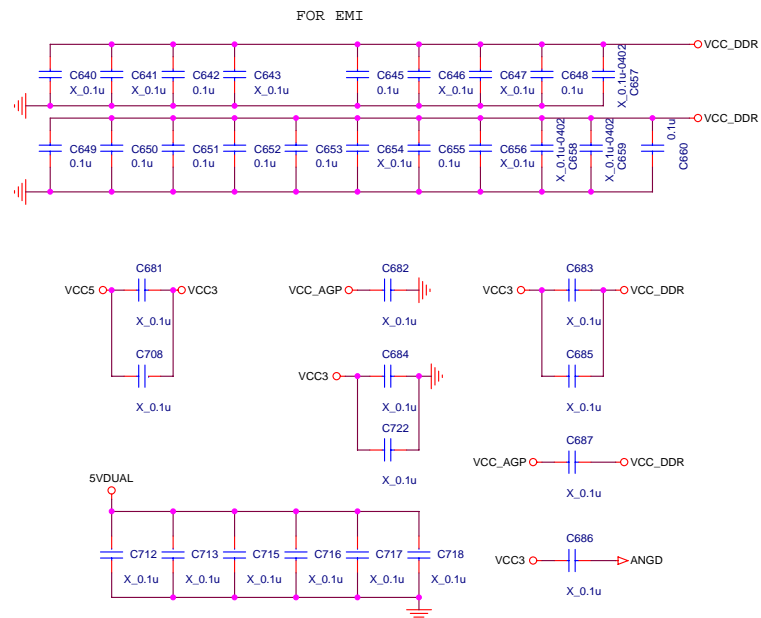 FOR EMI
VCC_DDR
C640 C641 C642 C643 C645 C646 C647 C648 X_0.1u-0402 C657
X_0.1u X_0.1u 0.1u X_0.1u 0.1u X_0.1u X_0.1u 0.1u
VCC_DDR
C649 C650 C651 C652 C653 C654 C655 C656 X_0.1u-0402 C658 X_0.1u-0402 C659 0.1u C660
0.1u 0.1u 0.1u 0.1u 0.1u X_0.1u 0.1u X_0.1u
C681 C682 C683
VCC5 VCC3 VCC_AGP VCC3 VCC_DDR
X_0.1u X_0.1u X_0.1u
C708 C684 C685
VCC3
X_0.1u X_0.1u X_0.1u
C722 C687
VCC_AGP VCC_DDR
X_0.1u X_0.1u
5VDUAL
C686
C712 C713 C715 C716 C717 C718 VCC3 ANGD
X_0.1u X_0.1u X_0.1u X_0.1u X_0.1u X_0.1u X_0.1u